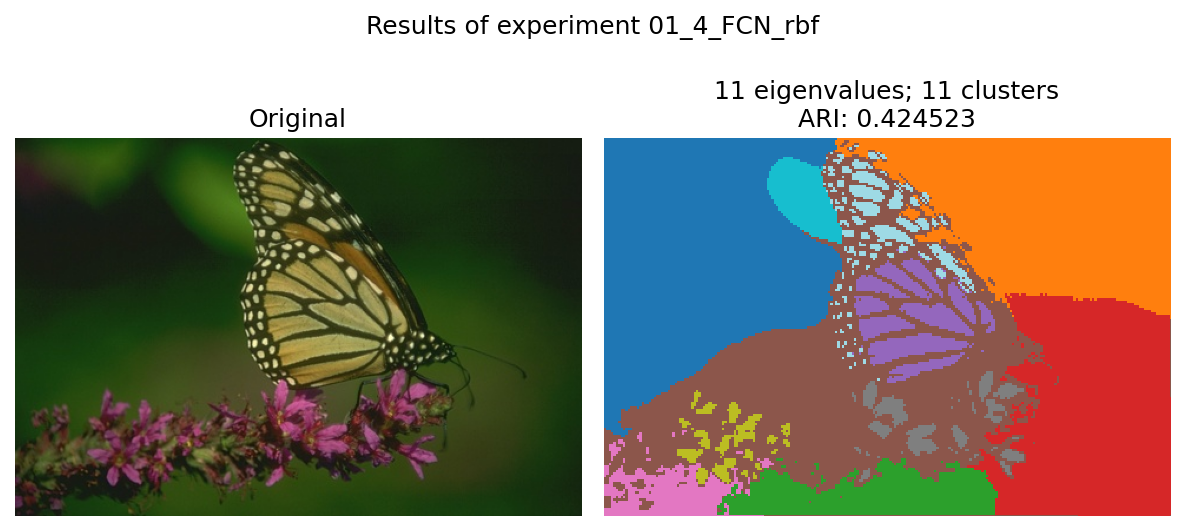 Results of experiment 01_4_FCN_rbf
Original
11 eigenvalues; 11 clusters
ARI: 0.424523